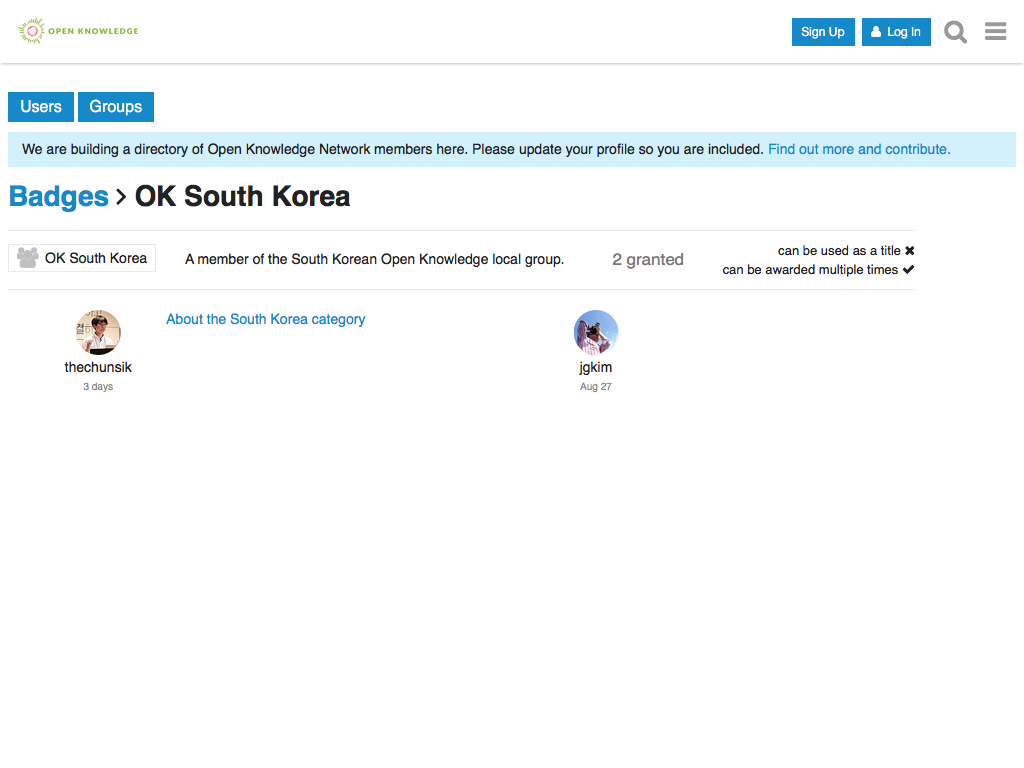 OPEN KNOWLEDGE
Sign Up
Log In
Users
Groups
We are building a directory of Open Knowledge Network members here. Please update your profile so you are included. Find out more and contribute.
Badges > OK South Korea
OK South Korea
A member of the South Korean Open Knowledge local group.
2 granted
can be used as a title ✖
can be awarded multiple times ✔
About the South Korea category
thechunsik
3 days
jgkim
Aug 27